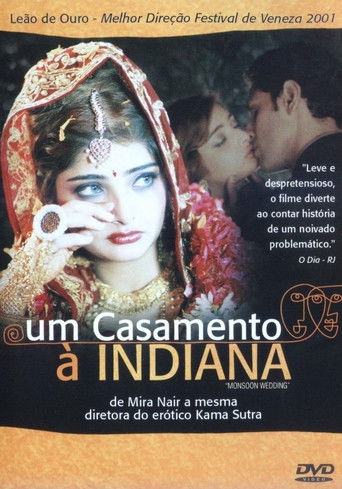 Leão de Ouro - Melhor Direção Festival de Veneza 2001
"Leve e
despretensioso,
o filme diverte
ao contar história
de um noivado
problemático."
O Dia - RJ
um Casamento
à INDIANA
"MONSOON WEDDING"
de Mira Nair a mesma
diretora do erótico Kama Sutra
DVD
VIDEO